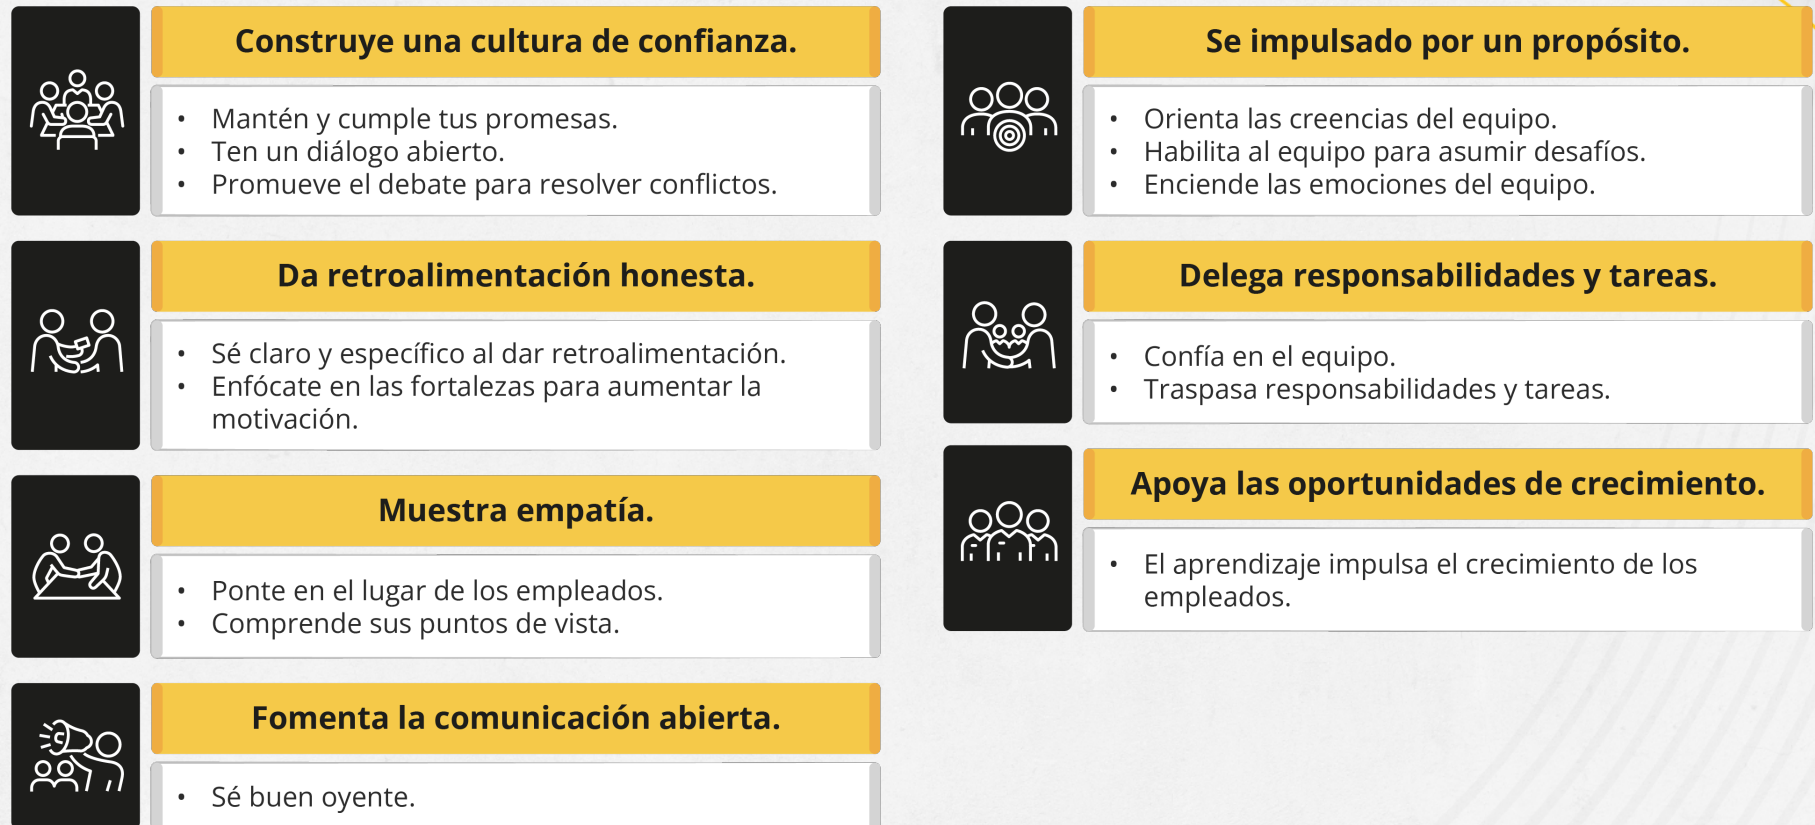 Construye una cultura de confianza.
• Mantén y cumple tus promesas.
• Ten un diálogo abierto.
• Promueve el debate para resolver conflictos.
Da retroalimentación honesta.
• Sé claro y específico al dar retroalimentación.
• Enfócate en las fortalezas para aumentar la
motivación.
Muestra empatía.
• Ponte en el lugar de los empleados.
• Comprende sus puntos de vista.
Fomenta la comunicación abierta.
• Sé buen oyente.
Se impulsado por un propósito.
• Orienta las creencias del equipo.
• Habilita al equipo para asumir desafíos.
• Enciende las emociones del equipo.
Delega responsabilidades y tareas.
• Confía en el equipo.
• Traspasa responsabilidades y tareas.
Apoya las oportunidades de crecimiento.
• El aprendizaje impulsa el crecimiento de los
empleados.